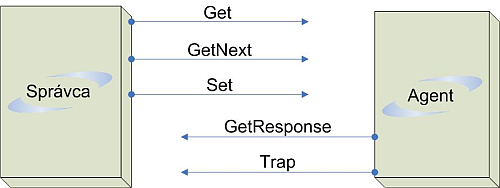 Get
GetNext
Správca
Set
Agent
GetResponse
Trap